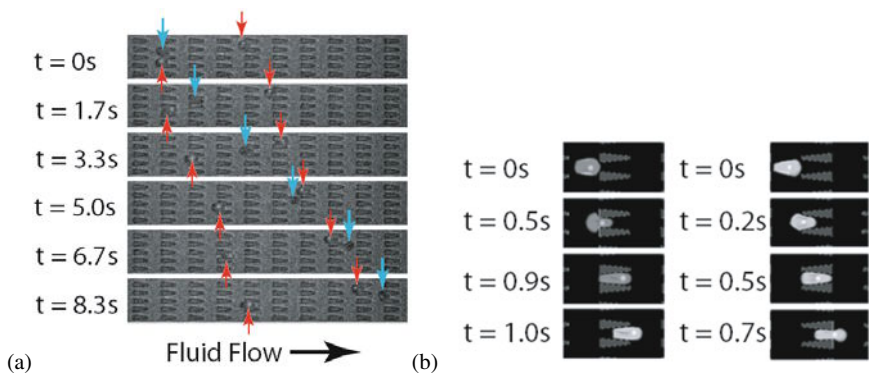 t = 0s
t = 1.7s
t = 3.3s
t = 5.0s
t = 6.7s
t = 8.3s
(a) Fluid Flow
t = 0s t = 0s
t = 0.5s t = 0.2s
t = 0.9s t = 0.5s
t = 1.0s t = 0.7s
(b)